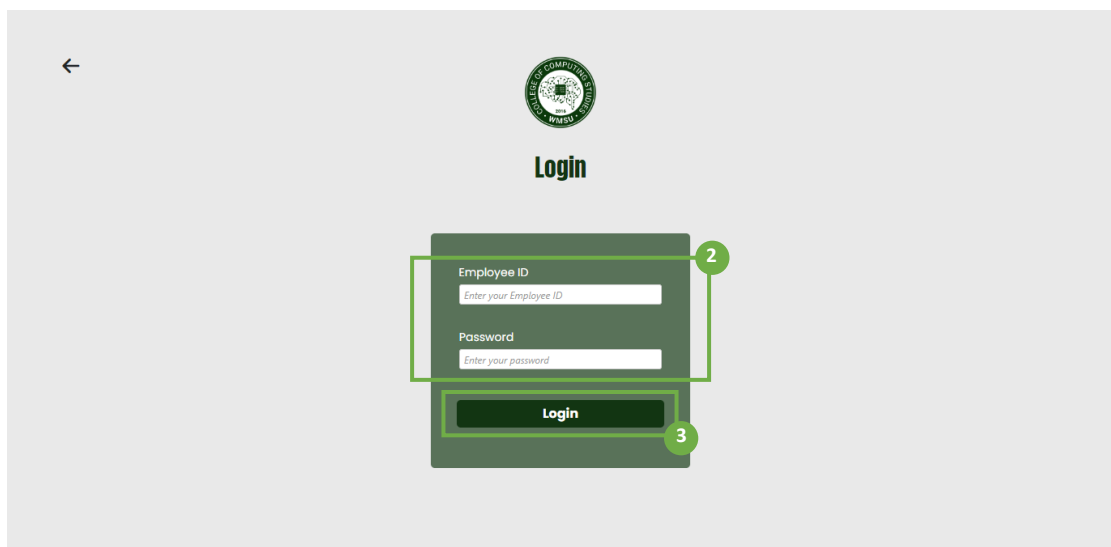 COLLEGE OF COMPUTING STUDIES
2019
· WMSU ·
Login
2
Employee ID
Enter your Employee ID
Password
Enter your password
Login
3